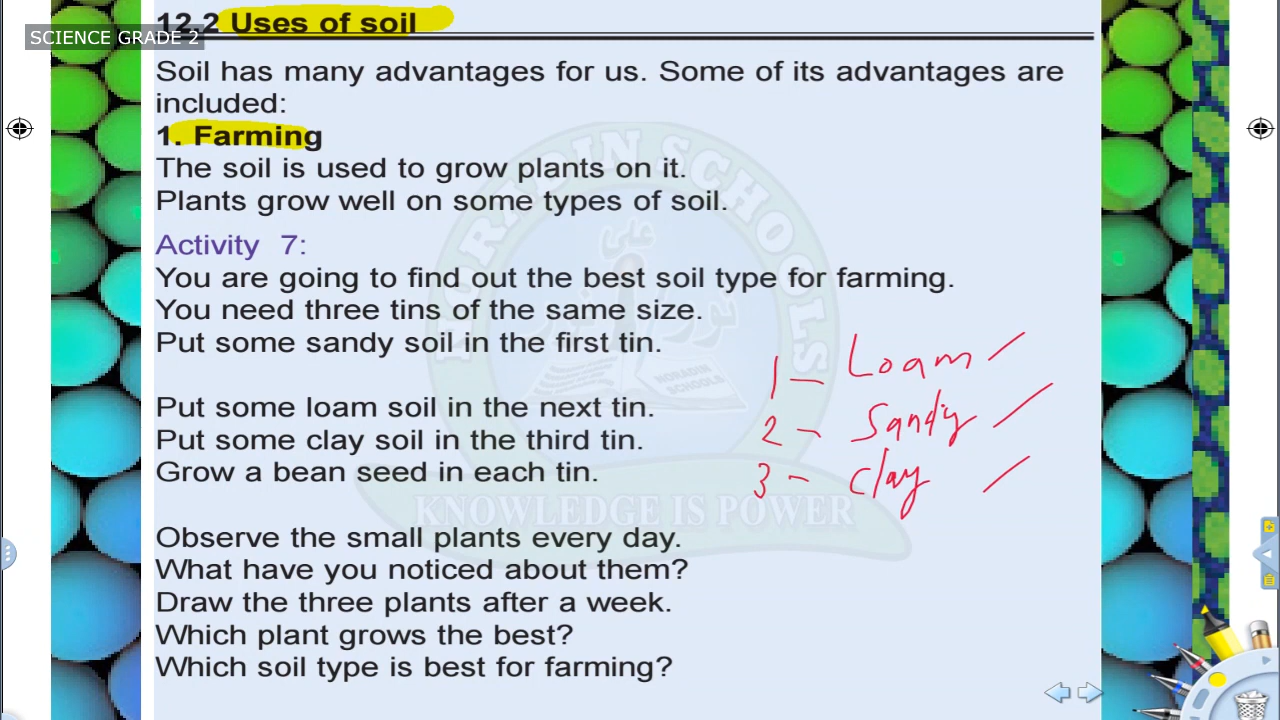 12.2 Uses of soil
SCIENCE GRADE 2
Soil has many advantages for us. Some of its advantages are
included:
1. Farming
The soil is used to grow plants on it.
Plants grow well on some types of soil.
Activity 7:
You are going to find out the best soil type for farming.
You need three tins of the same size.
Put some sandy soil in the first tin.
1 - Loam
Put some loam soil in the next tin.
2 - Sandy
Put some clay soil in the third tin.
Grow a bean seed in each tin.
3 - clay
NORADIN SCHOOLS
KNOWLEDGE IS POWER
Observe the small plants every day.
What have you noticed about them?
Draw the three plants after a week.
Which plant grows the best?
Which soil type is best for farming?